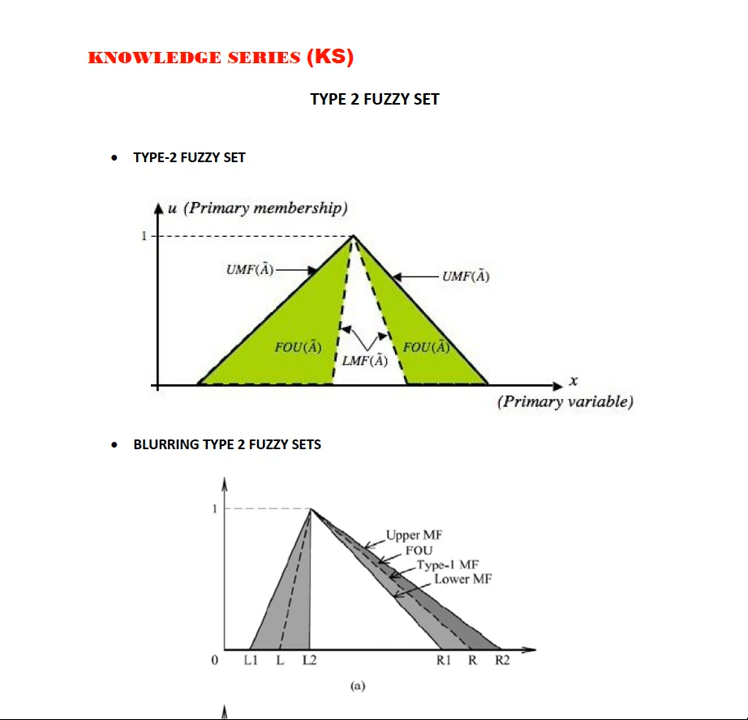 KNOWLEDGE SERIES (KS)
TYPE 2 FUZZY SET
• TYPE-2 FUZZY SET
u (Primary membership)
1
UMF(Ã)
UMF(Ã)
FOU(Ã)
FOU(Ã)
LMF(Ã)
x
(Primary variable)
• BLURRING TYPE 2 FUZZY SETS
1
Upper MF
FOU
Type-1 MF
Lower MF
0 L1 L L2 R1 R R2
(a)